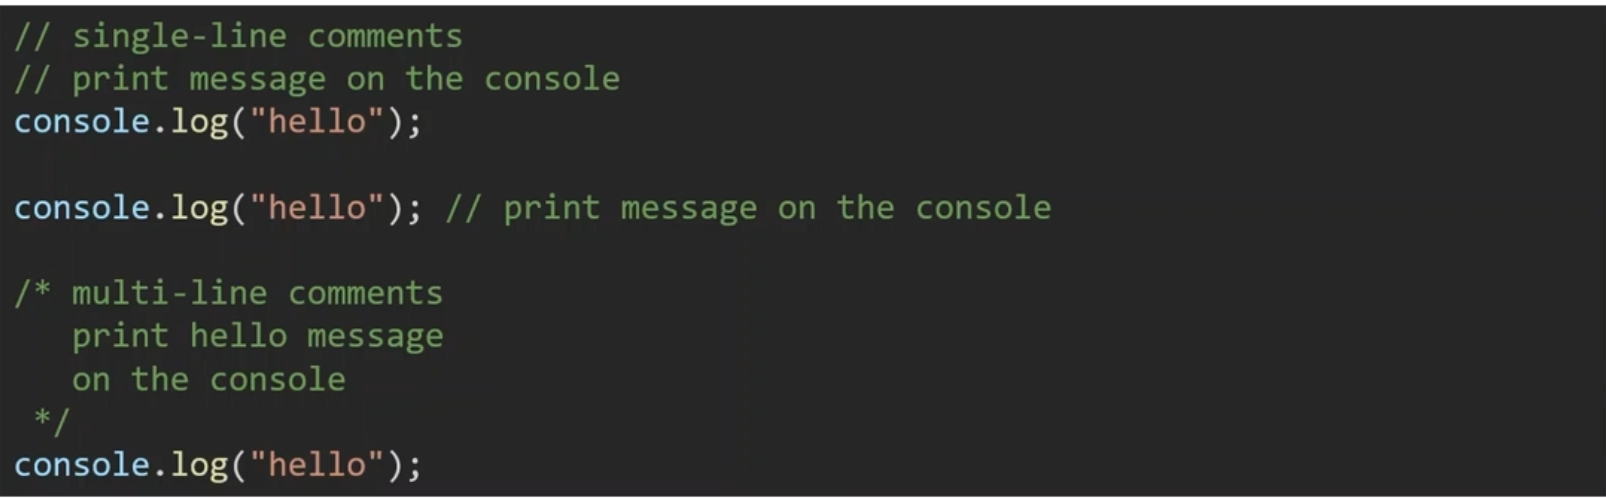 // single-line comments
// print message on the console
console.log("hello");
console.log("hello"); // print message on the console
/* multi-line comments
print hello message
on the console
*/
console.log("hello");